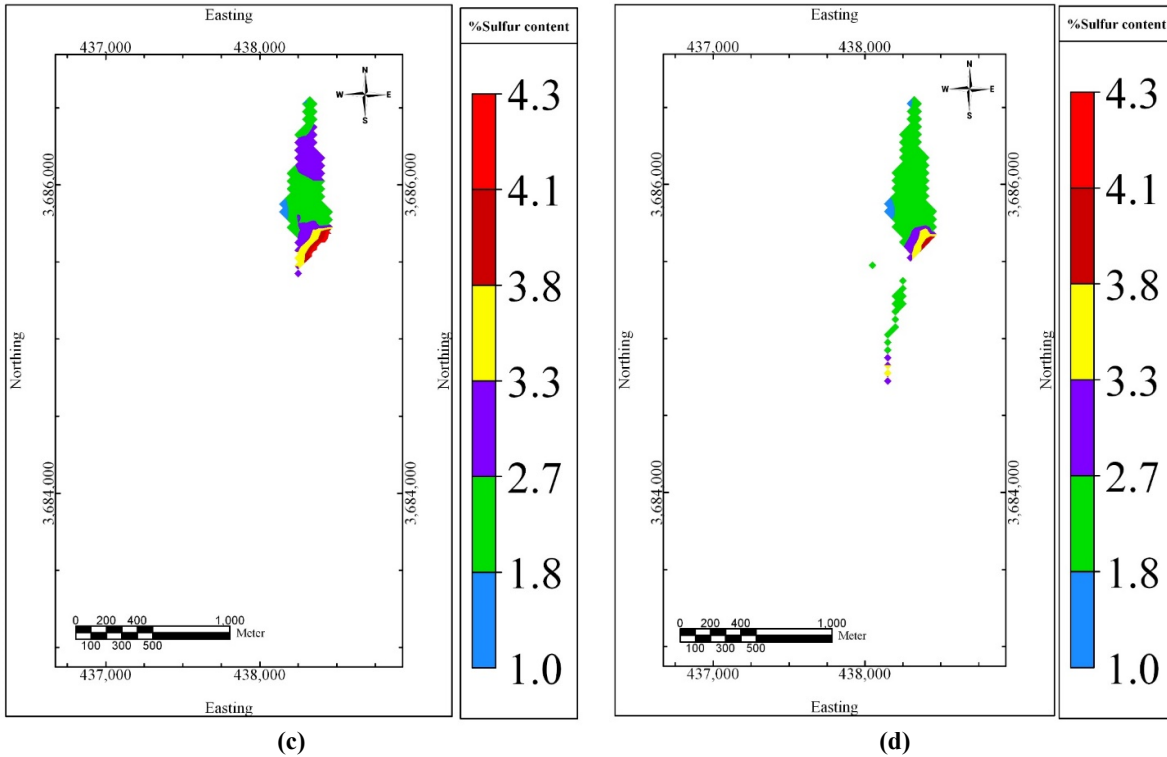 Easting
437,000 438,000
N
W E
S
3,686,000
3,686,000
Northing
Northing
3,684,000
3,684,000
0 200 400 1,000
100 300 500
Meter
437,000 438,000
Easting
%Sulfur content
4.3
4.1
3.8
3.3
2.7
1.8
1.0
(c)
Easting
437,000 438,000
N
W E
S
3,686,000
3,686,000
Northing
Northing
3,684,000
3,684,000
0 200 400 1,000
100 300 500
Meter
437,000 438,000
Easting
%Sulfur content
4.3
4.1
3.8
3.3
2.7
1.8
1.0
(d)